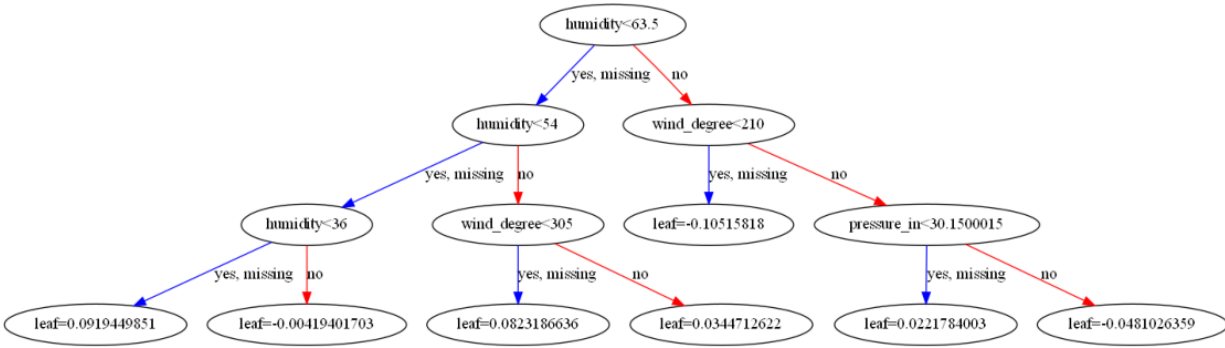 humidity<63.5
yes, missing
no
humidity<54
wind_degree<210
yes, missing
no
yes, missing
no
humidity<36
wind_degree<305
leaf=-0.10515818
pressure_in<30.1500015
yes, missing
no
yes, missing
no
yes, missing
no
leaf=0.0919449851
leaf=-0.00419401703
leaf=0.0823186636
leaf=0.0344712622
leaf=0.0221784003
leaf=-0.0481026359